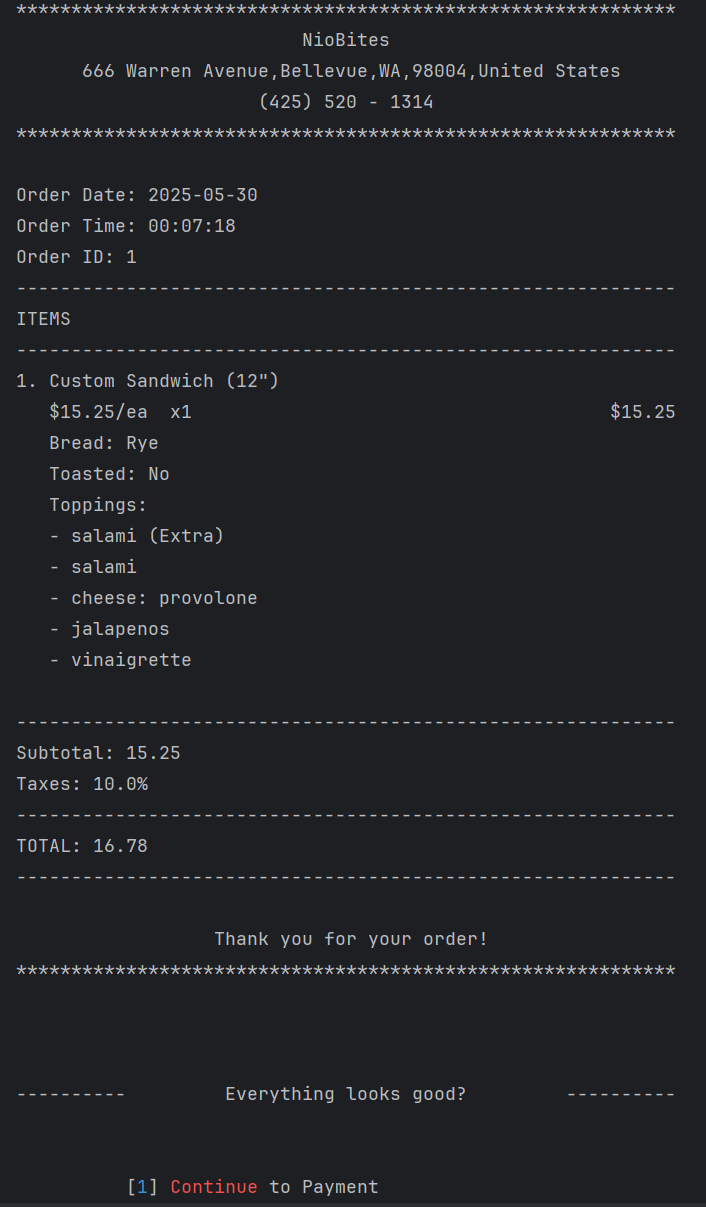 ************************************************************
NioBites
666 Warren Avenue,Bellevue,WA,98004,United States
(425) 520 - 1314
************************************************************
Order Date: 2025-05-30
Order Time: 00:07:18
Order ID: 1
------------------------------------------------------------
ITEMS
------------------------------------------------------------
1. Custom Sandwich (12")
$15.25/ea  x1 $15.25
Bread: Rye
Toasted: No
Toppings:
- salami (Extra)
- salami
- cheese: provolone
- jalapenos
- vinaigrette
------------------------------------------------------------
Subtotal: 15.25
Taxes: 10.0%
------------------------------------------------------------
TOTAL: 16.78
------------------------------------------------------------
Thank you for your order!
************************************************************
---------- Everything looks good? ----------
[1] Continue to Payment